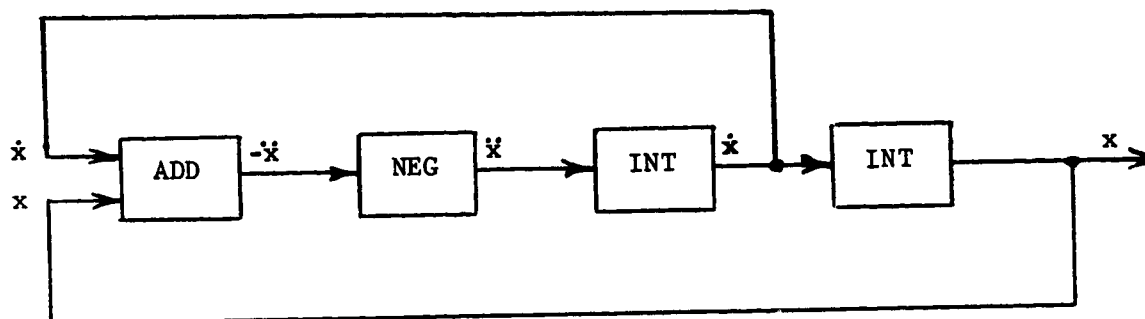 ẋ
x
ADD
-ẍ
NEG
ẍ
INT
ẋ
INT
x